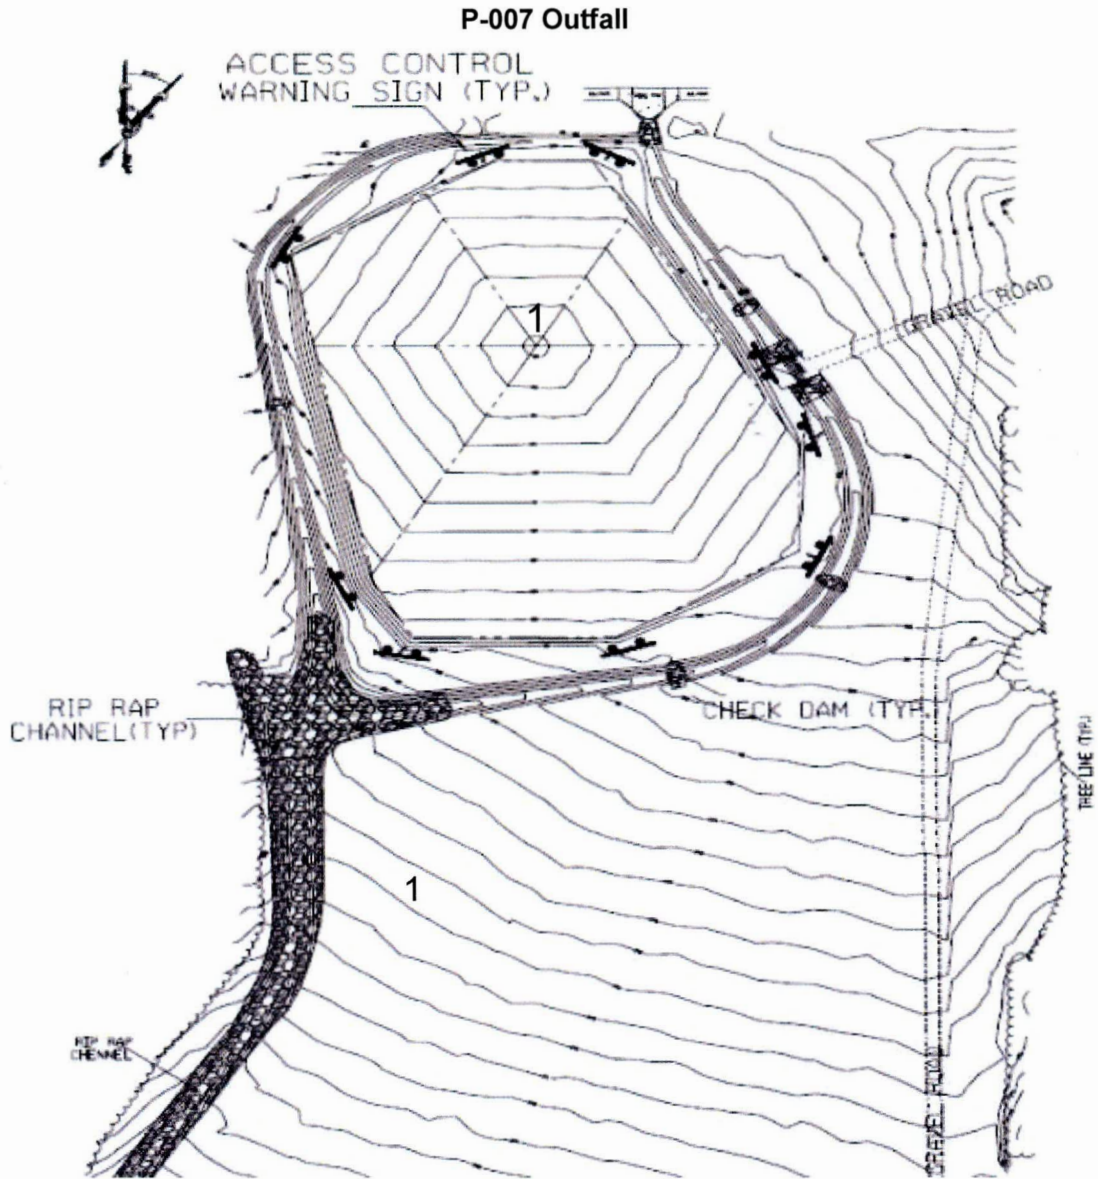 P-007 Outfall
ACCESS CONTROL
WARNING SIGN (TYP.)
1
GRAVEL ROAD
RIP RAP
CHANNEL(TYP)
CHECK DAM (TYP.
TREE LINE (TYP.)
1
RIP RAP
CHENNEL
GRAVEL ROAD